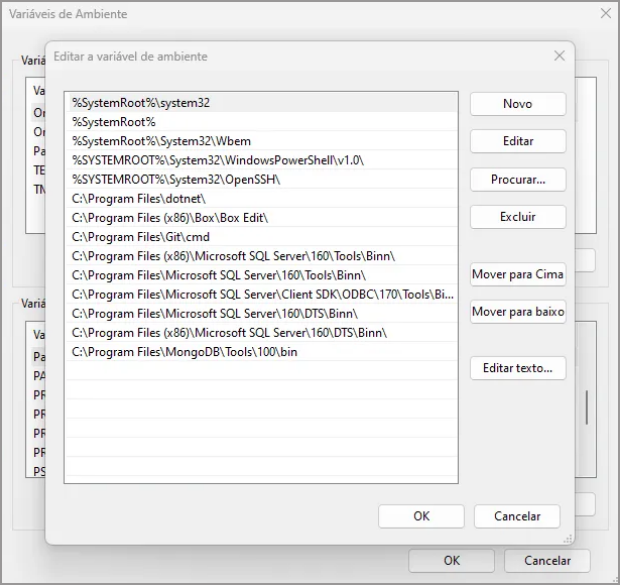 Variáveis de Ambiente
Editar a variável de ambiente
Variá
Va
Or
Or
Pa
TE
TN
%SystemRoot%\system32
%SystemRoot%
%SystemRoot%\System32\Wbem
%SYSTEMROOT%\System32\WindowsPowerShell\v1.0\
%SYSTEMROOT%\System32\OpenSSH\
C:\Program Files\dotnet\
C:\Program Files (x86)\Box\Box Edit\
C:\Program Files\Git\cmd
C:\Program Files (x86)\Microsoft SQL Server\160\Tools\Binn\
C:\Program Files\Microsoft SQL Server\160\Tools\Binn\
C:\Program Files\Microsoft SQL Server\Client SDK\ODBC\170\Tools\Bi...
C:\Program Files\Microsoft SQL Server\160\DTS\Binn\
C:\Program Files (x86)\Microsoft SQL Server\160\DTS\Binn\
C:\Program Files\MongoDB\Tools\100\bin
Novo
Editar
Procurar...
Excluir
Mover para Cima
Mover para baixo
Editar texto...
Variá
Va
Pa
PA
PR
PR
PR
PR
PS
OK
Cancelar
OK
Cancelar